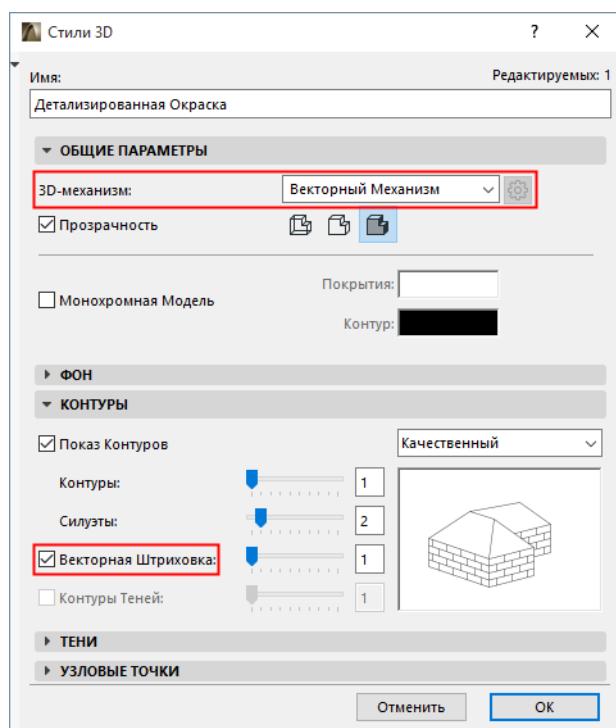 Стили 3D ?
Имя: Редактируемых: 1
Детализированная Окраска
ОБЩИЕ ПАРАМЕТРЫ
3D-механизм: Векторный Механизм
Прозрачность
Покрытия:
Монохромная Модель
Контур:
ФОН
КОНТУРЫ
Показ Контуров Качественный
Контуры: 1
Силуэты: 2
Векторная Штриховка: 1
Контуры Теней: 1
ТЕНИ
УЗЛОВЫЕ ТОЧКИ
Отменить ОК